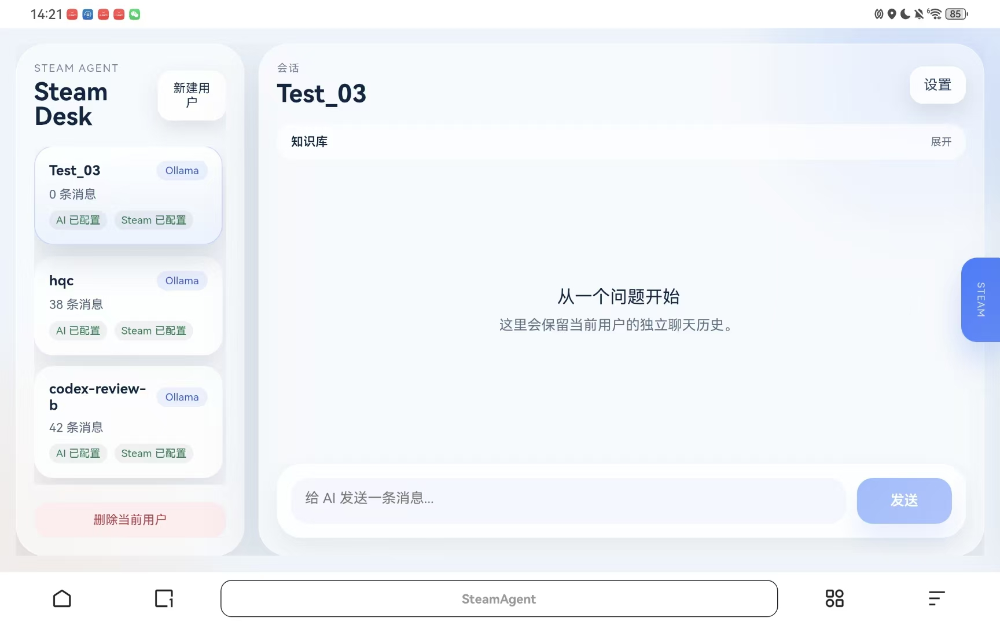 14:21
6
85
STEAM AGENT
Steam
Desk
新建用
户
Test_03
Ollama
0 条消息
AI 已配置
Steam 已配置
hqc
Ollama
38 条消息
AI 已配置
Steam 已配置
codex-review-
b
Ollama
42 条消息
AI 已配置
Steam 已配置
删除当前用户
会话
Test_03
设置
知识库
展开
从一个问题开始
这里会保留当前用户的独立聊天历史。
STEAM
给 AI 发送一条消息...
发送
1
SteamAgent